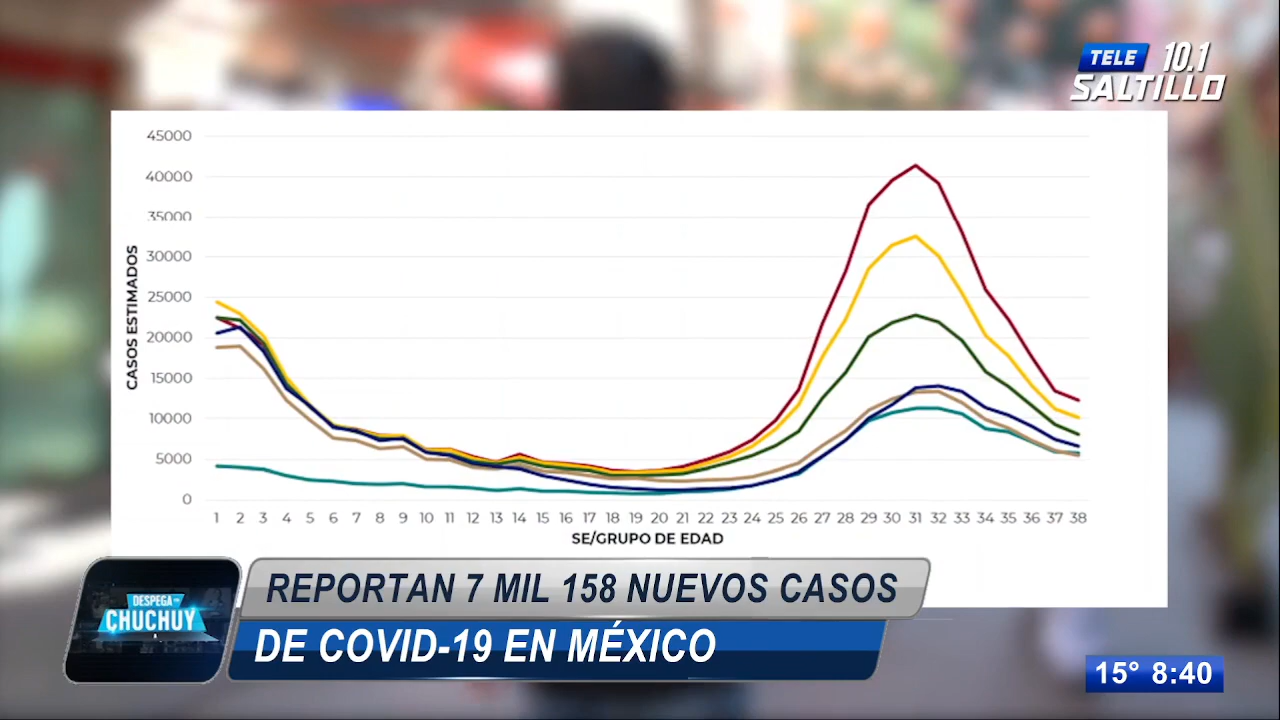 TELE 10.1
SALTILLO
45000
40000
35000
30000
25000
20000
15000
10000
5000
0
CASOS ESTIMADOS
1 2 3 4 5 6 7 8 9 10 11 12 13 14 15 16 17 18 19 20 21 22 23 24 25 26 27 28 29 30 31 32 33 34 35 36 37 38
SE/GRUPO DE EDAD
DESPEGA
CHUCHUY
REPORTAN 7 MIL 158 NUEVOS CASOS
DE COVID-19 EN MÉXICO
15° 8:40